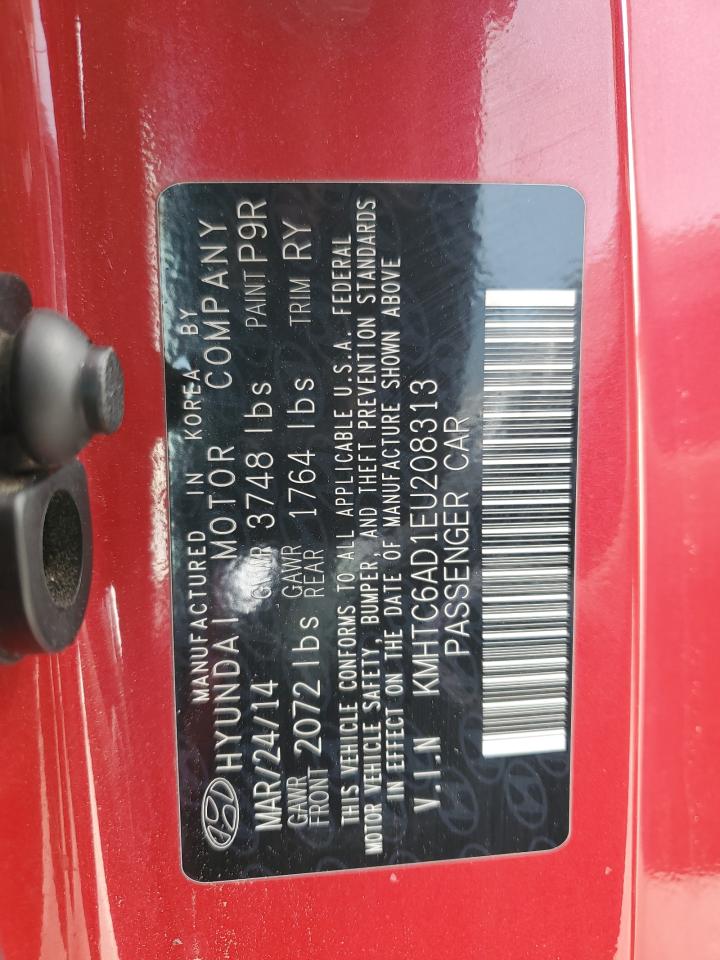 MANUFACTURED IN KOREA BY
HYUNDAI MOTOR COMPANY
MAR/24/14 GVWR 3748 lbs PAINT P9R
GAWR FRONT 2072 lbs GAWR REAR 1764 lbs TRIM RY
THIS VEHICLE CONFORMS TO ALL APPLICABLE U.S.A. FEDERAL
MOTOR VEHICLE SAFETY, BUMPER AND THEFT PREVENTION STANDARDS
IN EFFECT ON THE DATE OF MANUFACTURE SHOWN ABOVE
V.I.N KMHTC6AD1EU208313
PASSENGER CAR